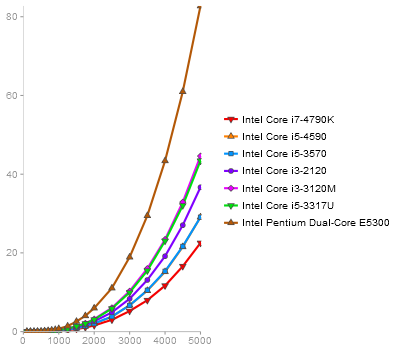 80
60
40
20
0
0 1000 2000 3000 4000 5000
Intel Core i7-4790K
Intel Core i5-4590
Intel Core i5-3570
Intel Core i3-2120
Intel Core i3-3120M
Intel Core i5-3317U
Intel Pentium Dual-Core E5300